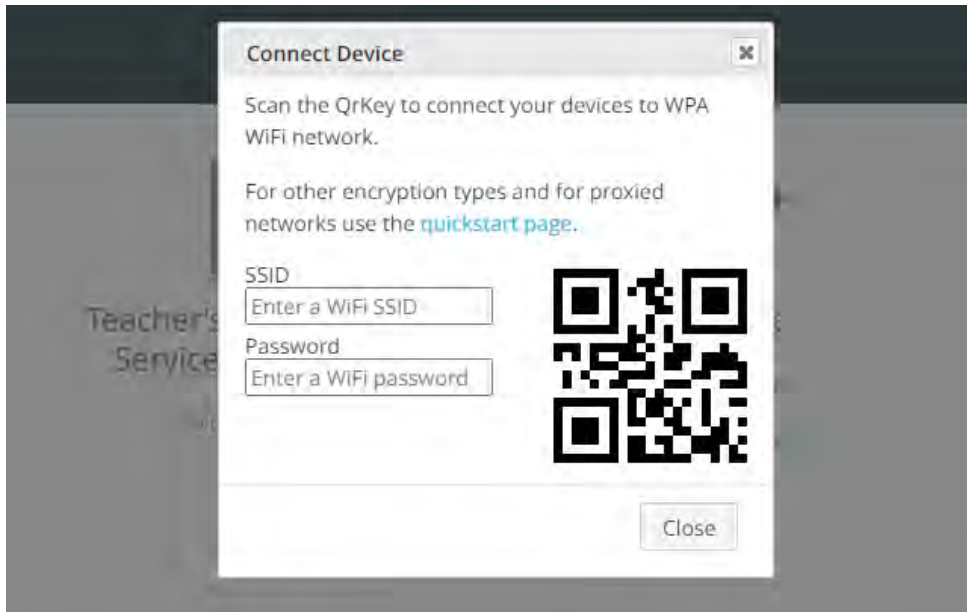 Connect Device
Scan the QrKey to connect your devices to WPA
WiFi network.
For other encryption types and for proxied
networks use the quickstart page.
SSID
Enter a WiFi SSID
Password
Enter a WiFi password
Teacher's
Service
Close